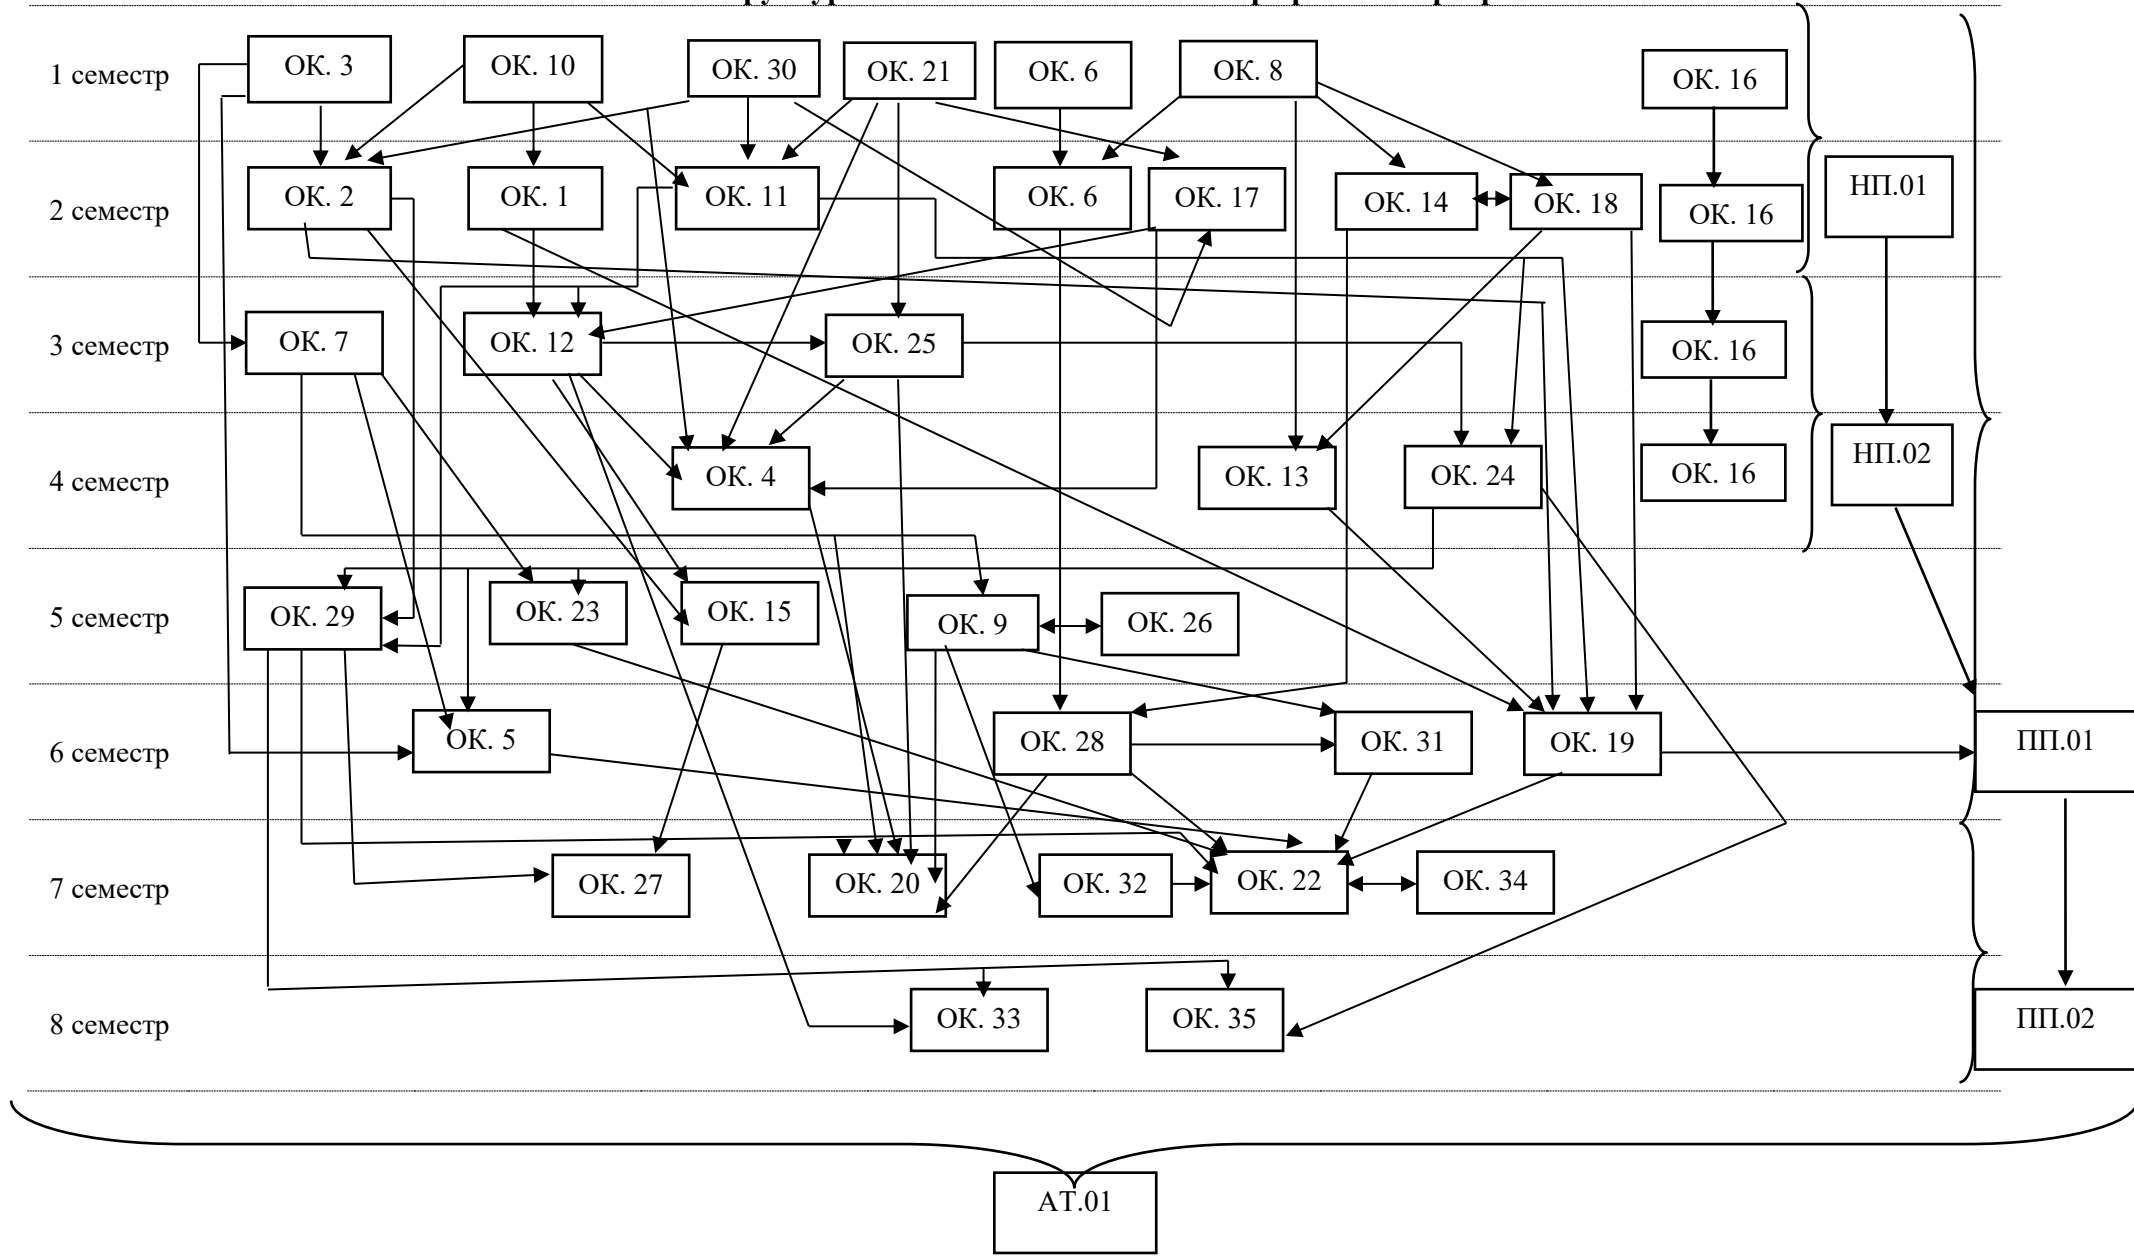 1 семестр
ОК. 3
ОК. 10
ОК. 30
ОК. 21
ОК. 6
ОК. 8
ОК. 16
2 семестр
ОК. 2
ОК. 1
ОК. 11
ОК. 6
ОК. 17
ОК. 14
ОК. 18
ОК. 16
НП.01
3 семестр
ОК. 7
ОК. 12
ОК. 25
ОК. 16
4 семестр
ОК. 4
ОК. 13
ОК. 24
ОК. 16
НП.02
5 семестр
ОК. 29
ОК. 23
ОК. 15
ОК. 9
ОК. 26
6 семестр
ОК. 5
ОК. 28
ОК. 31
ОК. 19
ПП.01
7 семестр
ОК. 27
ОК. 20
ОК. 32
ОК. 22
ОК. 34
8 семестр
ОК. 33
ОК. 35
ПП.02
АТ.01